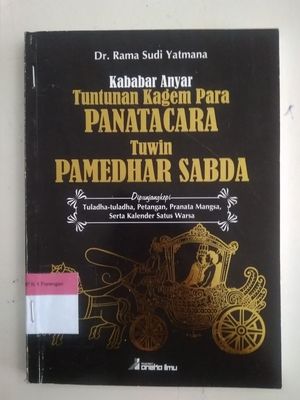 Dr. Rama Sudi Yatmana
Kababar Anyar
Tuntunan Kagem Para
PANATACARA
Tuwin
PAMEDHAR SABDA
Dipunjangkepi
Tuladha-tuladha, Petangan, Pranata Mangsa,
Serta Kalender Satus Warsa
aneka ilmu